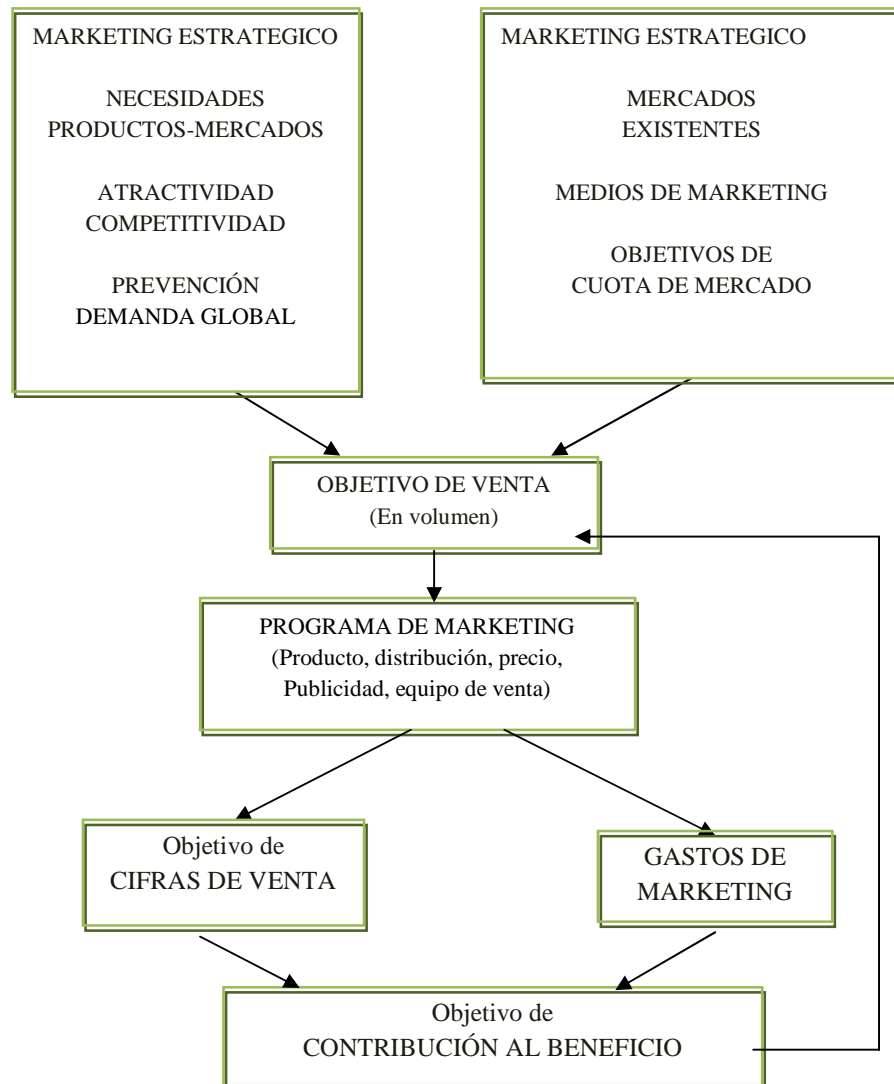 MARKETING ESTRATEGICO
NECESIDADES
PRODUCTOS-MERCADOS
ATRACTIVIDAD
COMPETITIVIDAD
PREVENCIÓN
DEMANDA GLOBAL
MARKETING ESTRATEGICO
MERCADOS
EXISTENTES
MEDIOS DE MARKETING
OBJETIVOS DE
CUOTA DE MERCADO
OBJETIVO DE VENTA
(En volumen)
PROGRAMA DE MARKETING
(Producto, distribución, precio,
Publicidad, equipo de venta)
Objetivo de
CIFRAS DE VENTA
GASTOS DE
MARKETING
Objetivo de
CONTRIBUCIÓN AL BENEFICIO